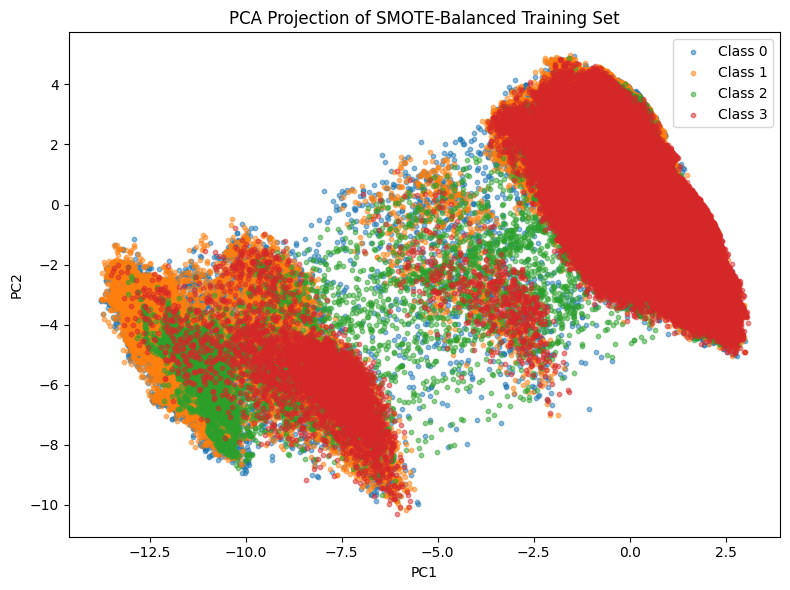 PCA Projection of SMOTE-Balanced Training Set
Class 0
Class 1
Class 2
Class 3
4
2
0
−2
−4
−6
−8
−10
PC2
−12.5 −10.0 −7.5 −5.0 −2.5 0.0 2.5
PC1